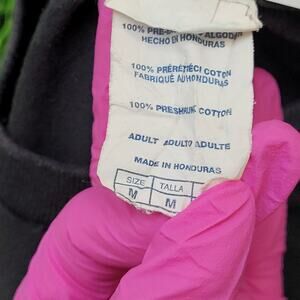 HECHO EN HONDURAS
100% PRÉRÉTRÉCI COTON
FABRIQUÉ AU HONDURAS
100% PRESHRUNK COTTON
ADULT ADULTO ADULTE
MADE IN HONDURAS
SIZE TALLA
M M